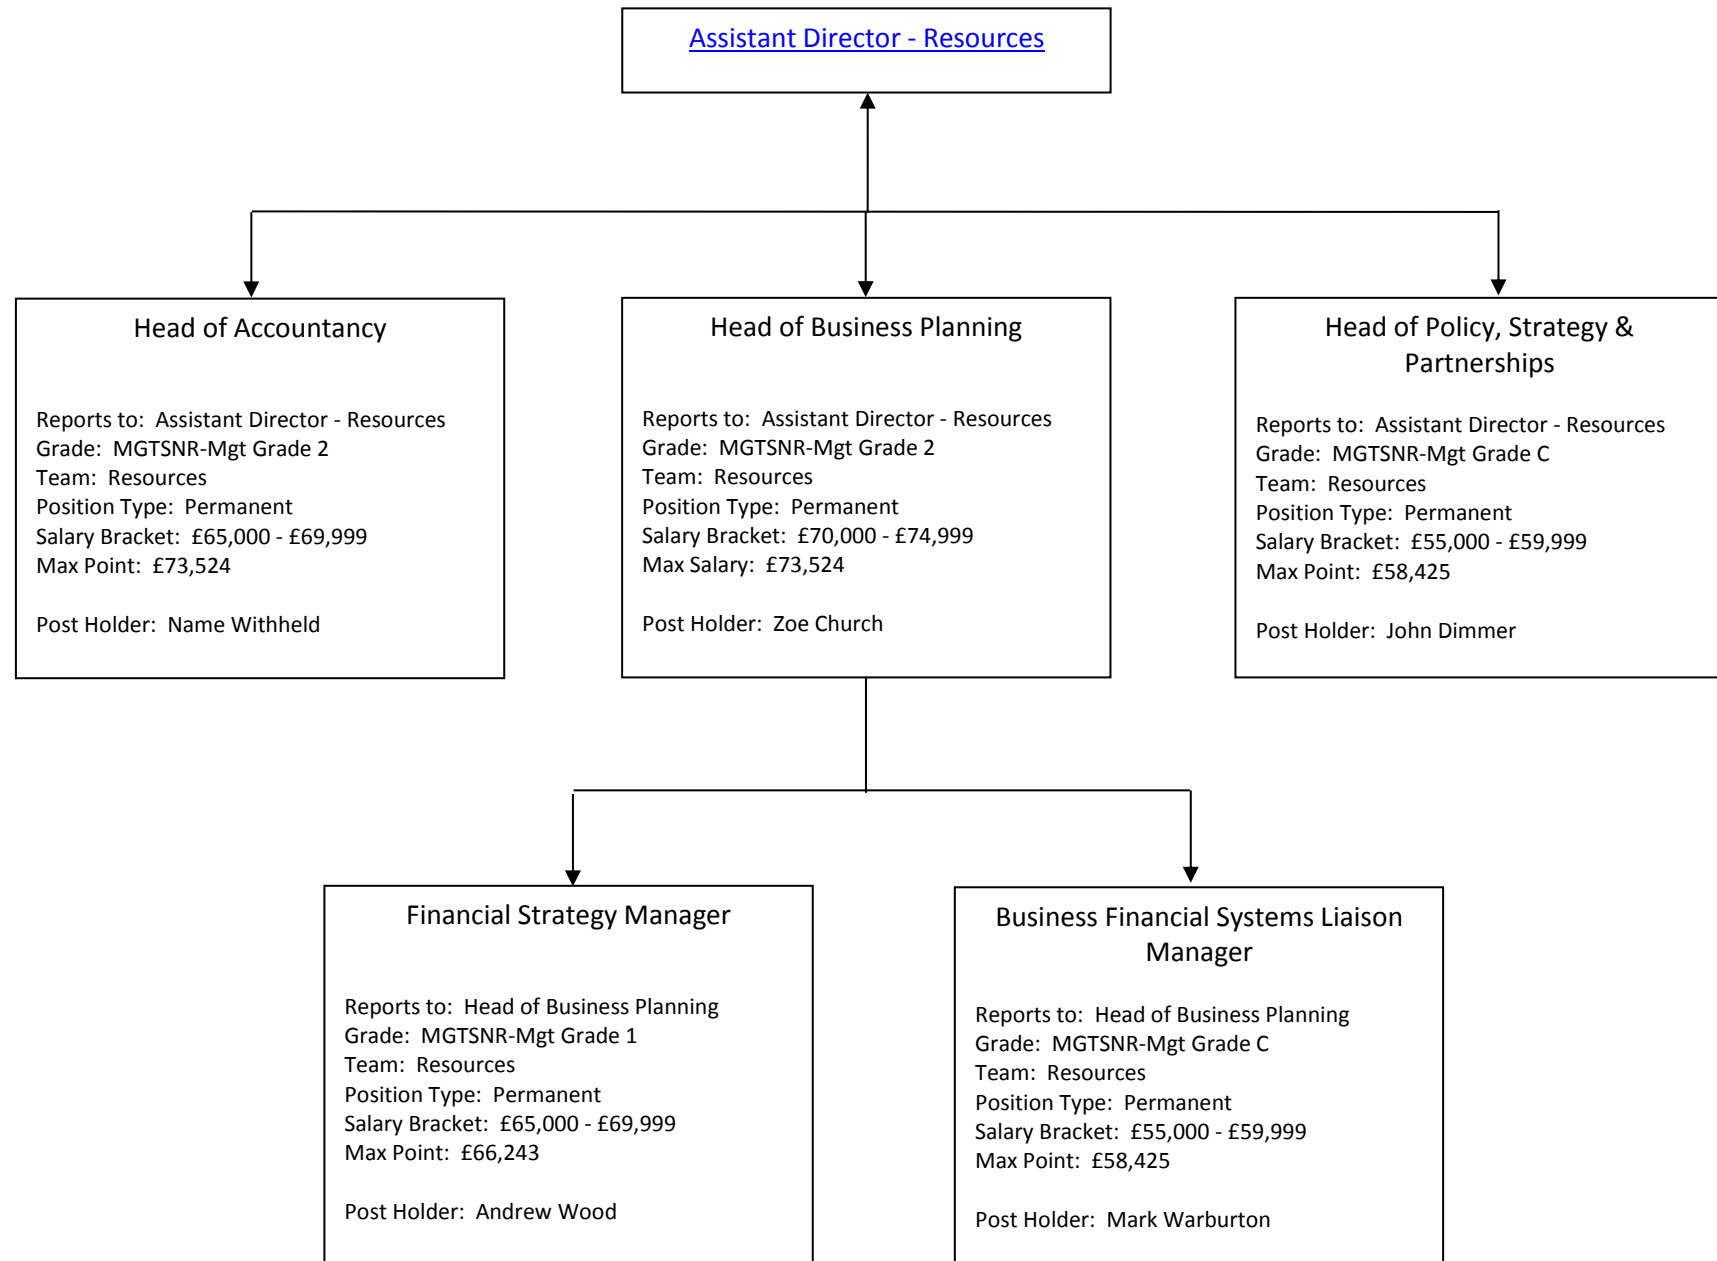 Assistant Director - Resources
Head of Accountancy
Reports to: Assistant Director - Resources
Grade: MGTSNR-Mgt Grade 2
Team: Resources
Position Type: Permanent
Salary Bracket: £65,000 - £69,999
Max Point: £73,524
Post Holder: Name Withheld
Head of Business Planning
Reports to: Assistant Director - Resources
Grade: MGTSNR-Mgt Grade 2
Team: Resources
Position Type: Permanent
Salary Bracket: £70,000 - £74,999
Max Salary: £73,524
Post Holder: Zoe Church
Head of Policy, Strategy &
Partnerships
Reports to: Assistant Director - Resources
Grade: MGTSNR-Mgt Grade C
Team: Resources
Position Type: Permanent
Salary Bracket: £55,000 - £59,999
Max Point: £58,425
Post Holder: John Dimmer
Financial Strategy Manager
Reports to: Head of Business Planning
Grade: MGTSNR-Mgt Grade 1
Team: Resources
Position Type: Permanent
Salary Bracket: £65,000 - £69,999
Max Point: £66,243
Post Holder: Andrew Wood
Business Financial Systems Liaison
Manager
Reports to: Head of Business Planning
Grade: MGTSNR-Mgt Grade C
Team: Resources
Position Type: Permanent
Salary Bracket: £55,000 - £59,999
Max Point: £58,425
Post Holder: Mark Warburton